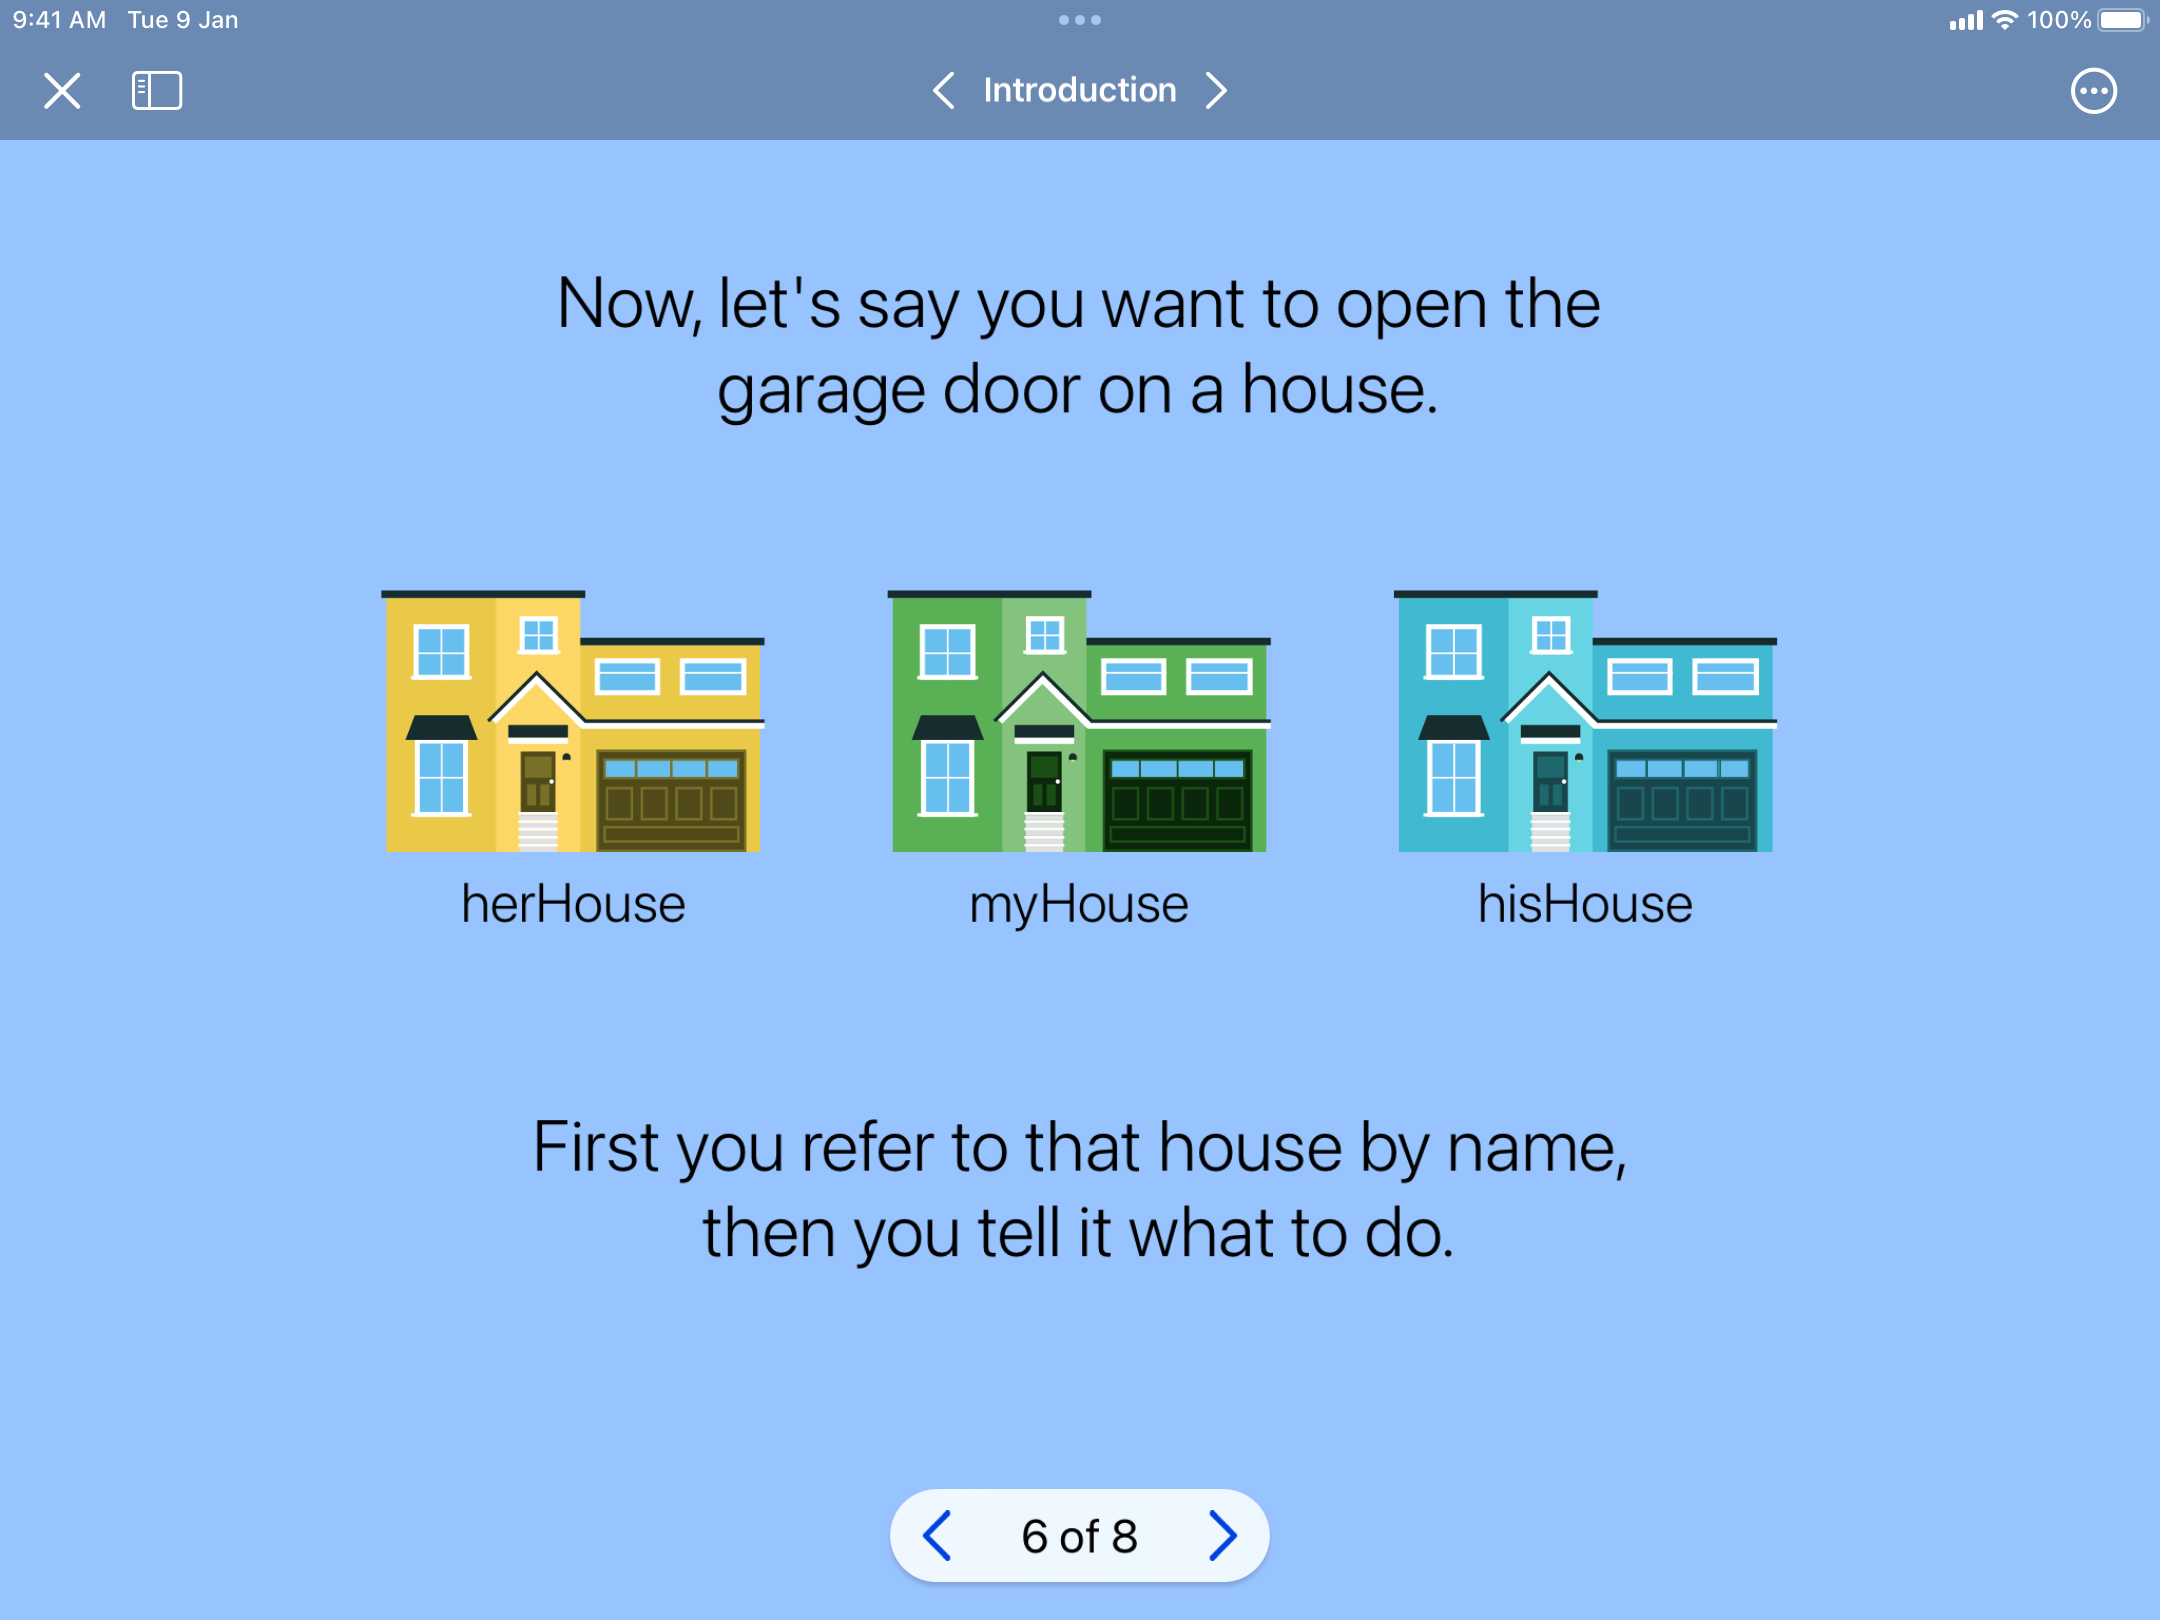 9:41 AM Tue 9 Jan
100%
Introduction
Now, let's say you want to open the
garage door on a house.
herHouse
myHouse
hisHouse
First you refer to that house by name,
then you tell it what to do.
6 of 8